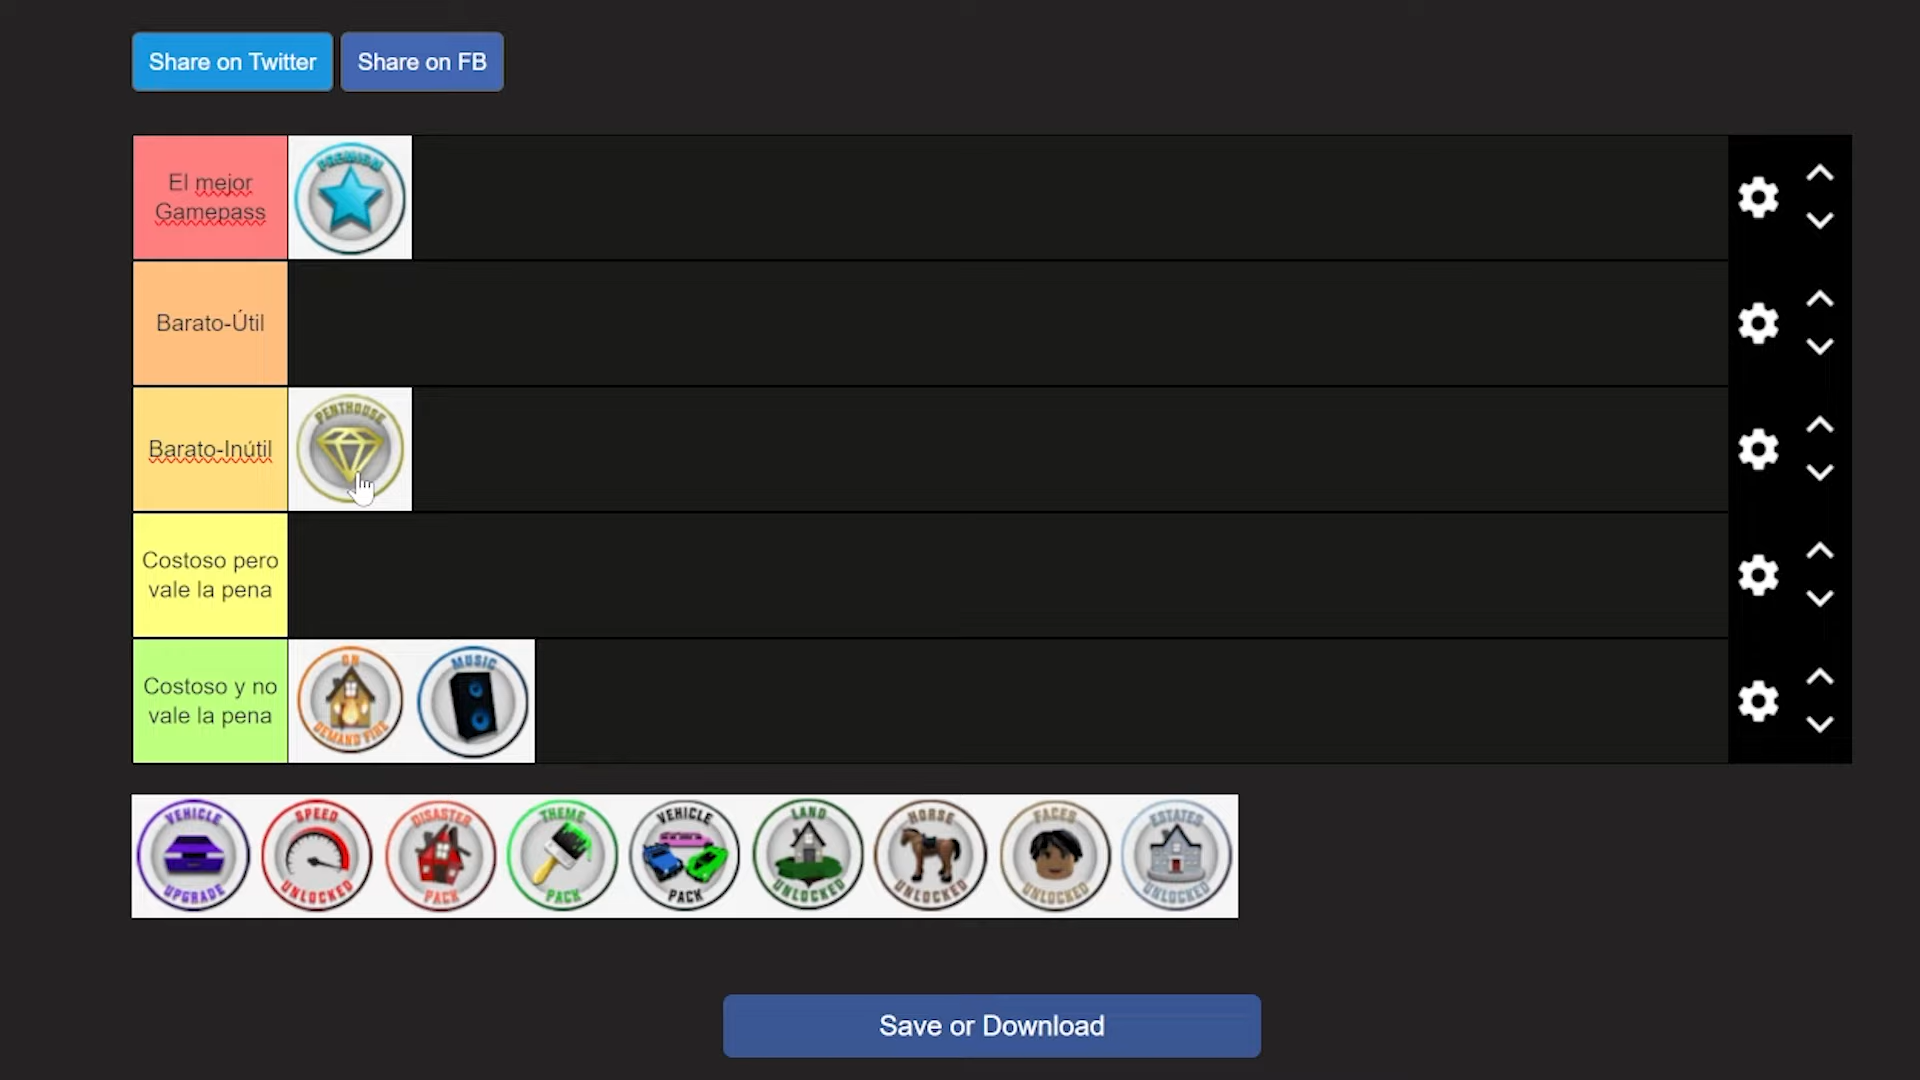 Share on Twitter
Share on FB
El mejor
Gamepass
PREMIUM
Barato-Útil
Barato-Inútil
PENTHOUSE
Costoso pero
vale la pena
Costoso y no
vale la pena
ON
DEMAND FIRE
MUSIC
VEHICLE
UPGRADE
SPEED
UNLOCKED
DISASTER
PACK
THEME
PACK
VEHICLE
PACK
LAND
UNLOCKED
HORSE
UNLOCKED
FACES
UNLOCKED
ESTATES
UNLOCKED
Save or Download